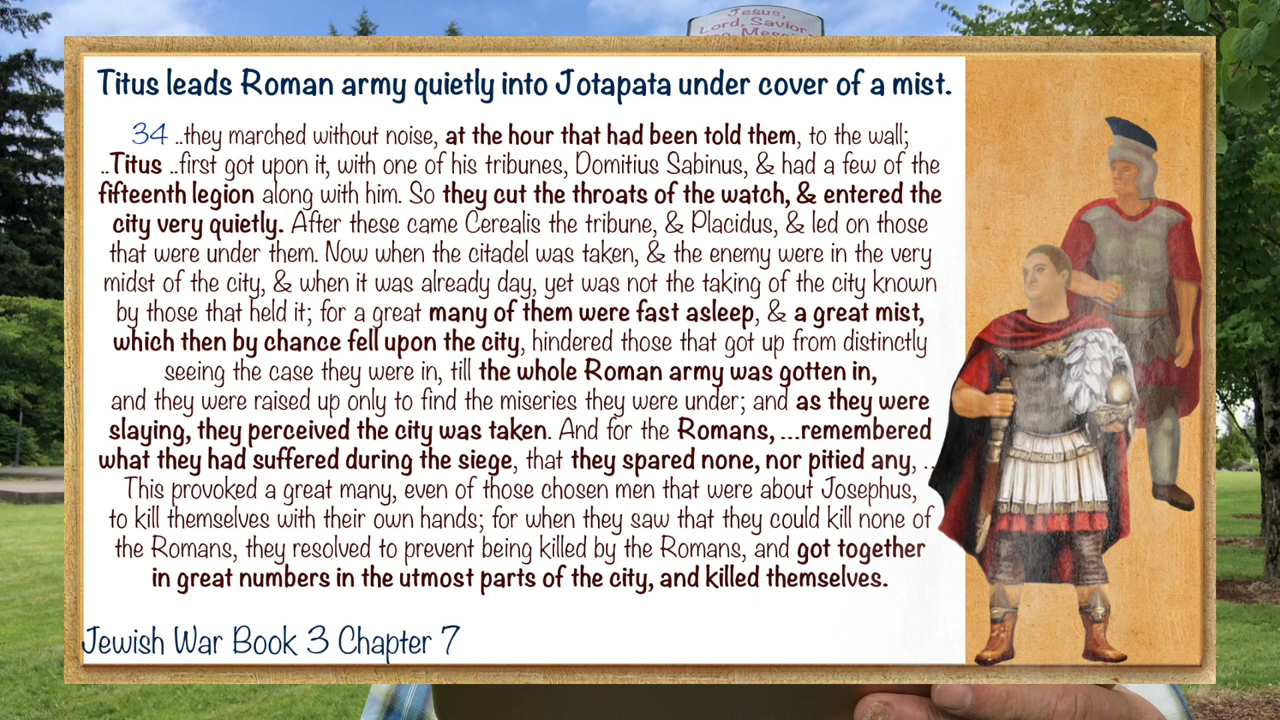 Jesus,
Lord, Savior,
Titus leads Roman army quietly into Jotapata under cover of a mist.
34 ..they marched without noise, at the hour that had been told them, to the wall;
..Titus ..first got upon it, with one of his tribunes, Domitius Sabinus, & had a few of the
fifteenth legion along with him. So they cut the throats of the watch, & entered the
city very quietly. After these came Cerealis the tribune, & Placidus, & led on those
that were under them. Now when the citadel was taken, & the enemy were in the very
midst of the city, & when it was already day, yet was not the taking of the city known
by those that held it; for a great many of them were fast asleep, & a great mist,
which then by chance fell upon the city, hindered those that got up from distinctly
seeing the case they were in, till the whole Roman army was gotten in,
and they were raised up only to find the miseries they were under; and as they were
slaying, they perceived the city was taken. And for the Romans, ...remembered
what they had suffered during the siege, that they spared none, nor pitied any, ..
This provoked a great many, even of those chosen men that were about Josephus,
to kill themselves with their own hands; for when they saw that they could kill none of
the Romans, they resolved to prevent being killed by the Romans, and got together
in great numbers in the utmost parts of the city, and killed themselves.
Jewish War Book 3 Chapter 7